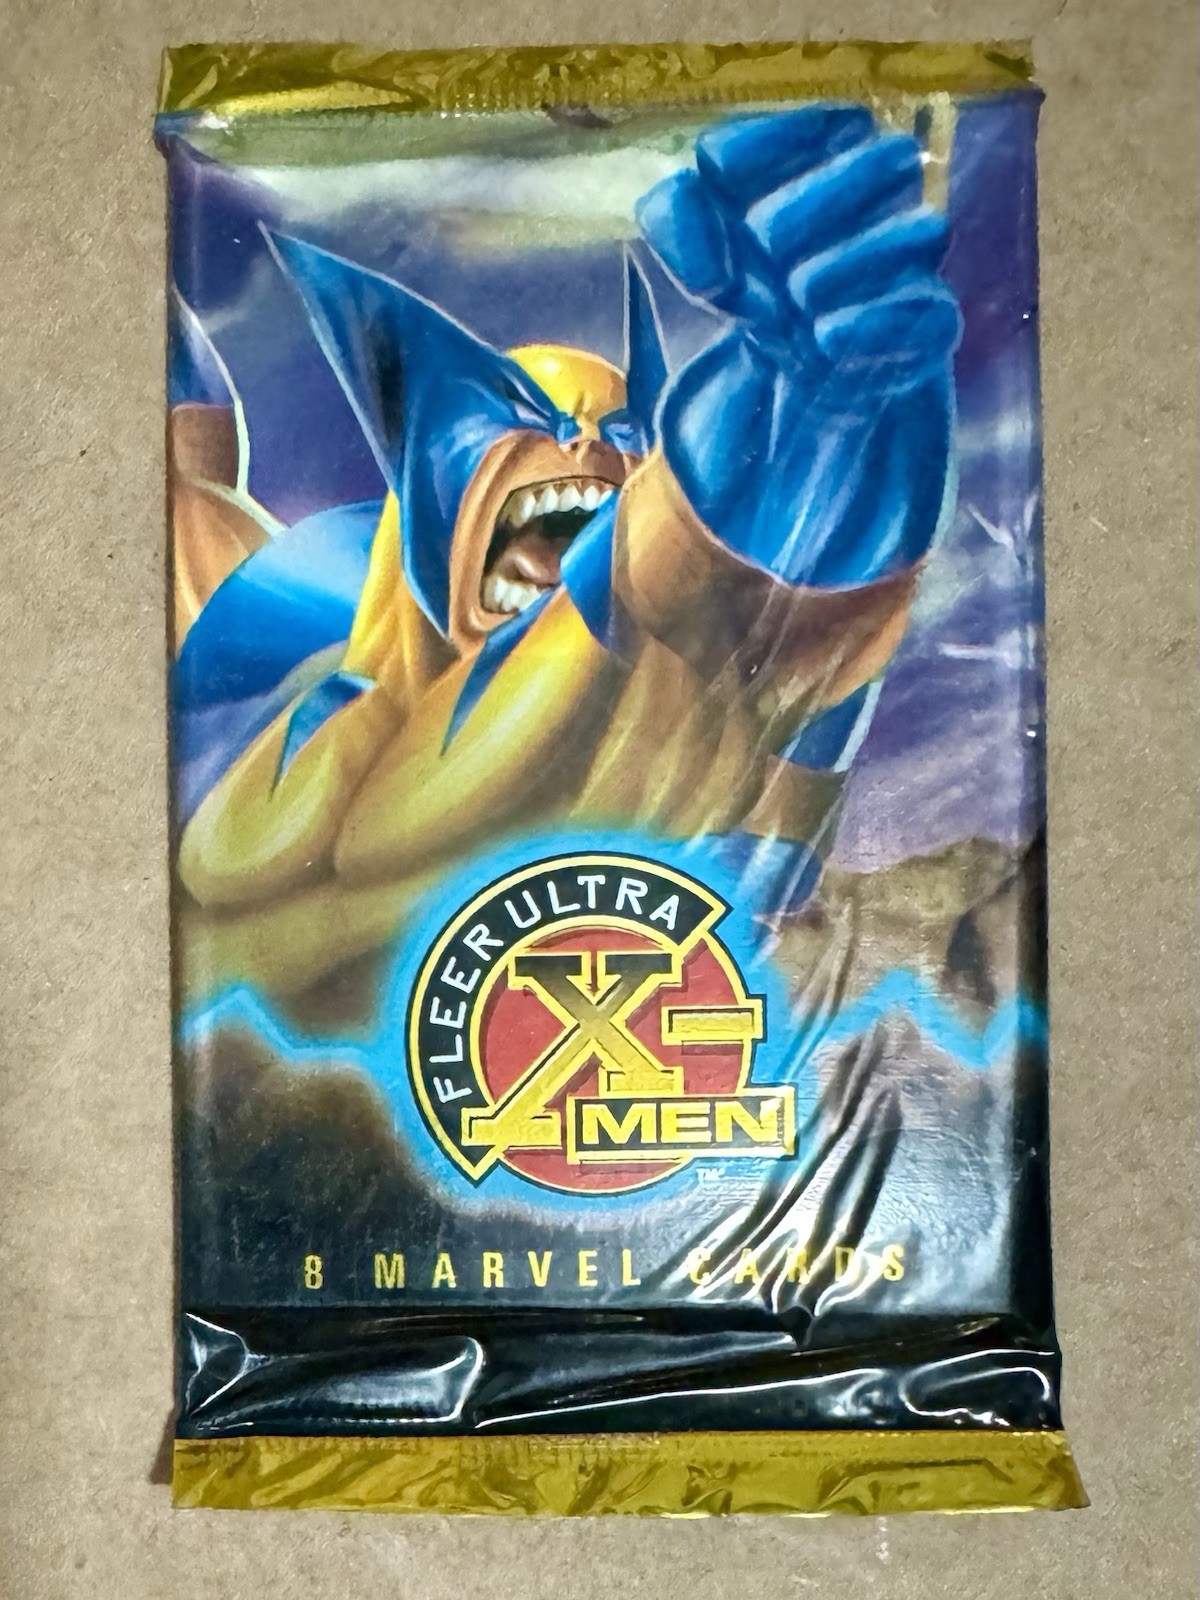 FLEER ULTRA
X-
MEN
TM
8 MARVEL CARDS